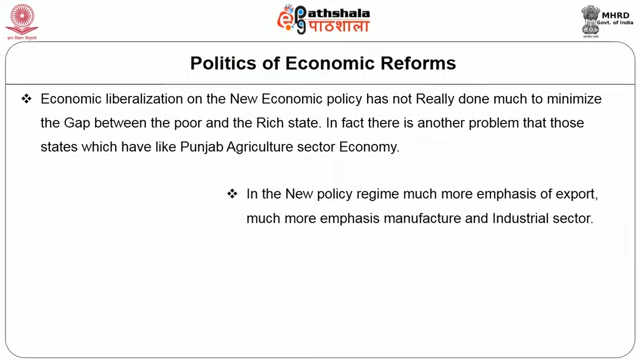 Pathshala
पाठशाला
MHRD
Govt. of India
Politics of Economic Reforms
❖ Economic liberalization on the New Economic policy has not Really done much to minimize
the Gap between the poor and the Rich state. In fact there is another problem that those
states which have like Punjab Agriculture sector Economy.
❖ In the New policy regime much more emphasis of export,
much more emphasis manufacture and Industrial sector.